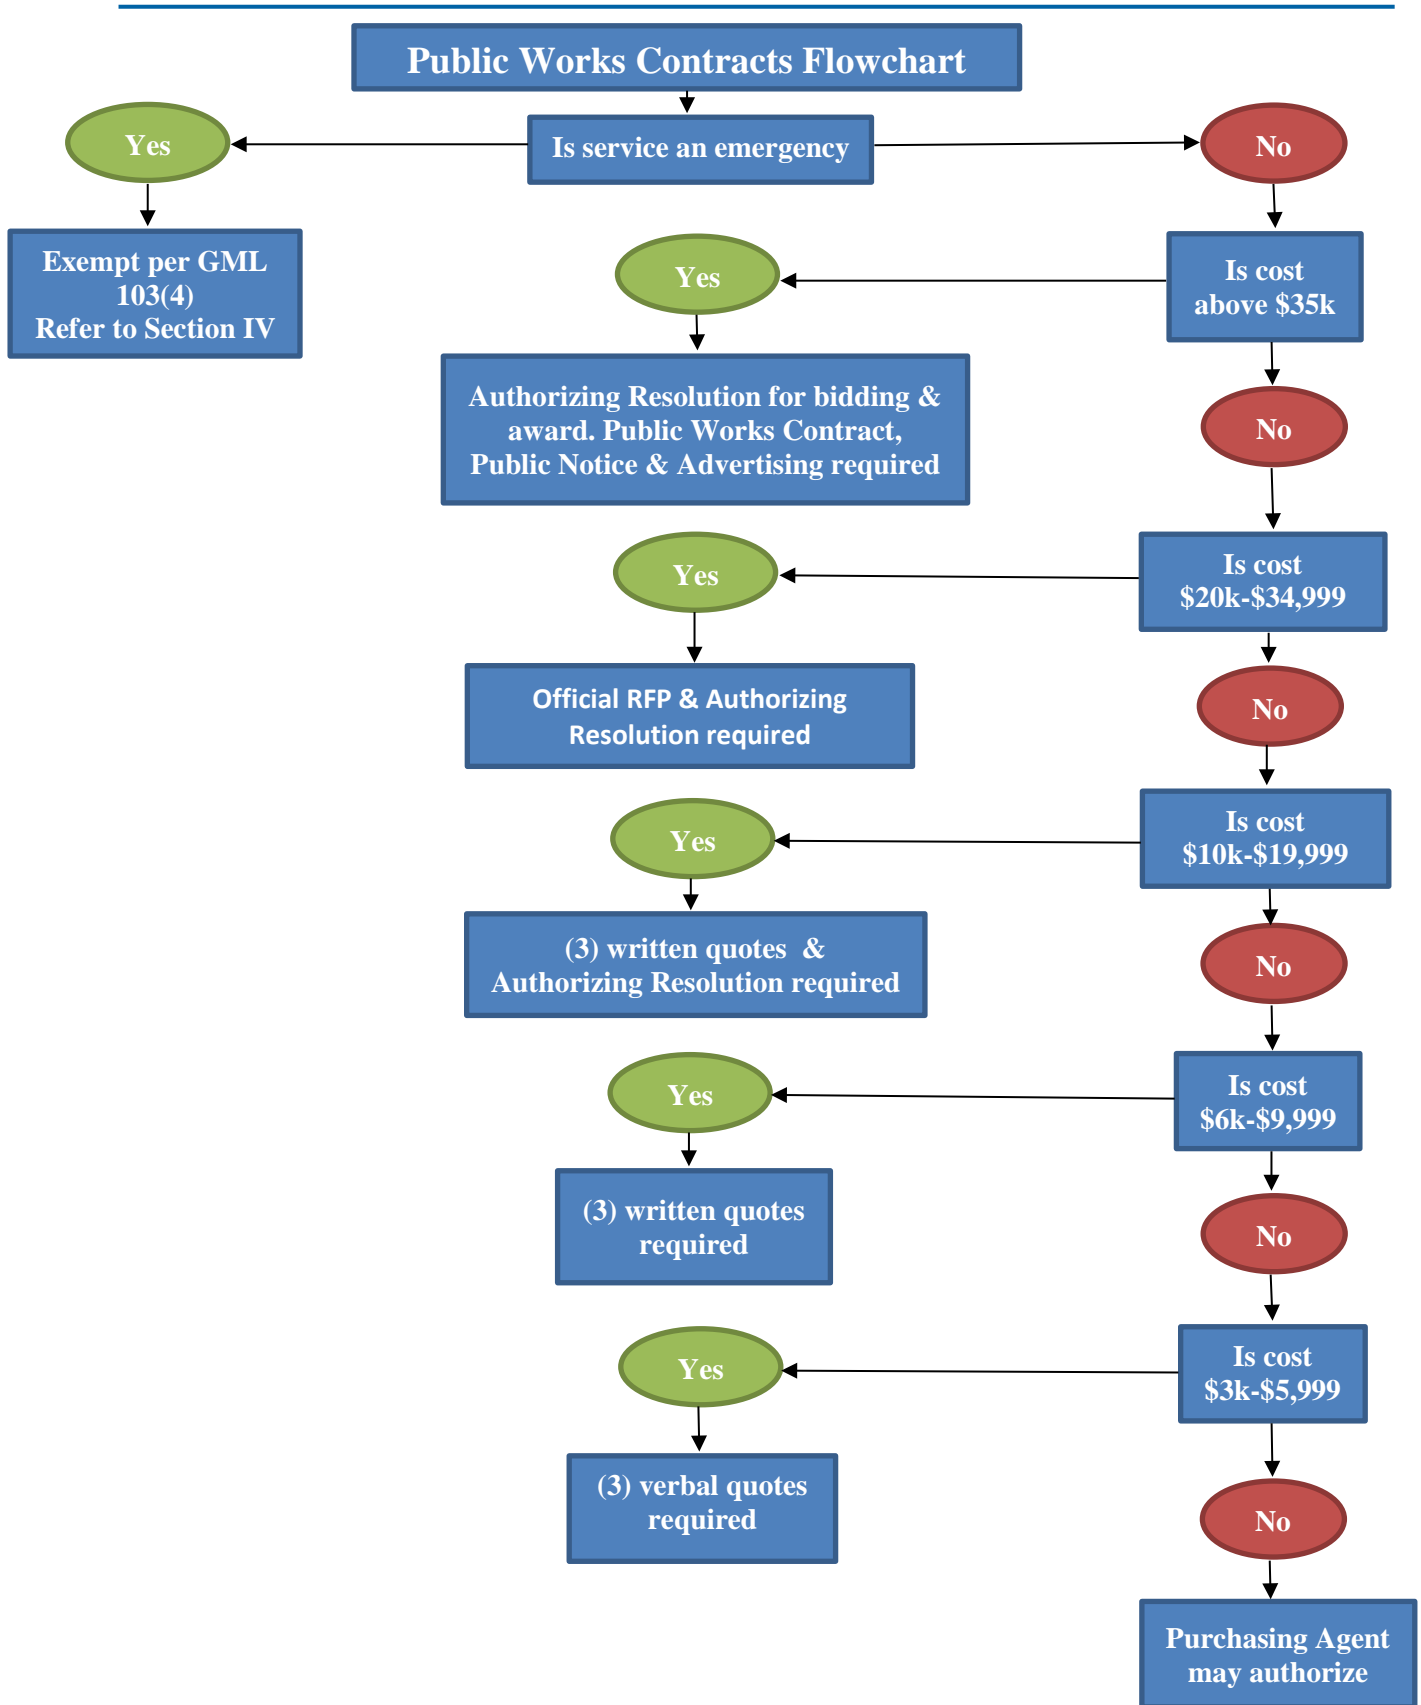 Public Works Contracts Flowchart
Is service an emergency
Yes
No
Exempt per GML
103(4)
Refer to Section IV
Is cost
above $35k
Yes
Authorizing Resolution for bidding &
award. Public Works Contract,
Public Notice & Advertising required
No
Is cost
$20k-$34,999
Yes
Official RFP & Authorizing
Resolution required
No
Is cost
$10k-$19,999
Yes
(3) written quotes &
Authorizing Resolution required
No
Is cost
$6k-$9,999
Yes
(3) written quotes
required
No
Is cost
$3k-$5,999
Yes
(3) verbal quotes
required
No
Purchasing Agent
may authorize